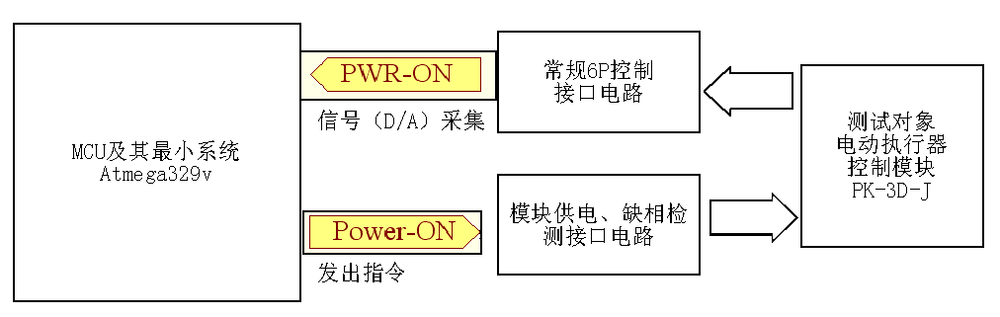 MCU及其最小系统
Atmega329v
PWR-ON
信号（D/A）采集
常规6P控制
接口电路
Power-ON
发出指令
模块供电、缺相检
测接口电路
测试对象
电动执行器
控制模块
PK-3D-J